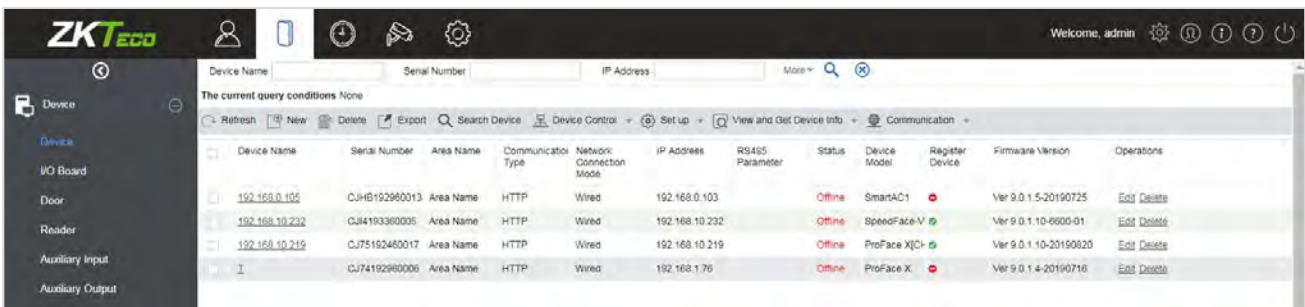 ZKTeco
Welcome, admin
Device Name Serial Number IP Address More
The current query conditions None
Refresh New Delete Export Search Device Device Control Set up View and Get Device Info Communication
Device
Device
I/O Board
Door
Reader
Auxiliary Input
Auxiliary Output
Device Name Serial Number Area Name Communication Type Network Connection Mode IP Address RS485 Parameter Status Device Model Register Device Firmware Version Operations
192.168.0.105 CJHB192960013 Area Name HTTP Wired 192.168.0.103 Offline SmartAC1 Ver 9.0.1.5-20190725 Edit Delete
192.168.10.232 CJI4193360005 Area Name HTTP Wired 192.168.10.232 Offline SpeedFace-V Ver 9.0.1.10-6600-01 Edit Delete
192.168.10.219 CJ75192460017 Area Name HTTP Wired 192.168.10.219 Offline ProFace X[CH Ver 9.0.1.10-20190820 Edit Delete
CJ74192960006 Area Name HTTP Wired 192.168.1.76 Offline ProFace X Ver 9.0.1.4-20190716 Edit Delete